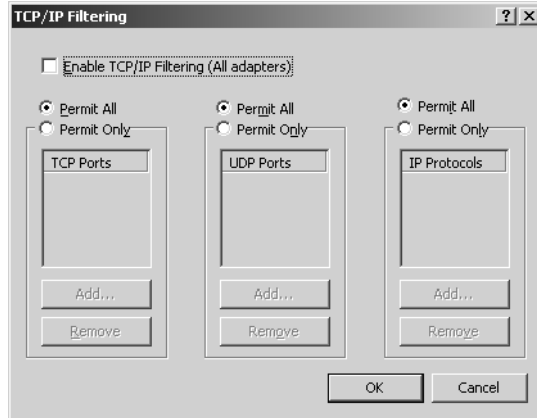 TCP/IP Filtering
Enable TCP/IP Filtering (All adapters)
Permit All
Permit Only
TCP Ports
Add...
Remove
Permit All
Permit Only
UDP Ports
Add...
Remove
Permit All
Permit Only
IP Protocols
Add...
Remove
OK
Cancel